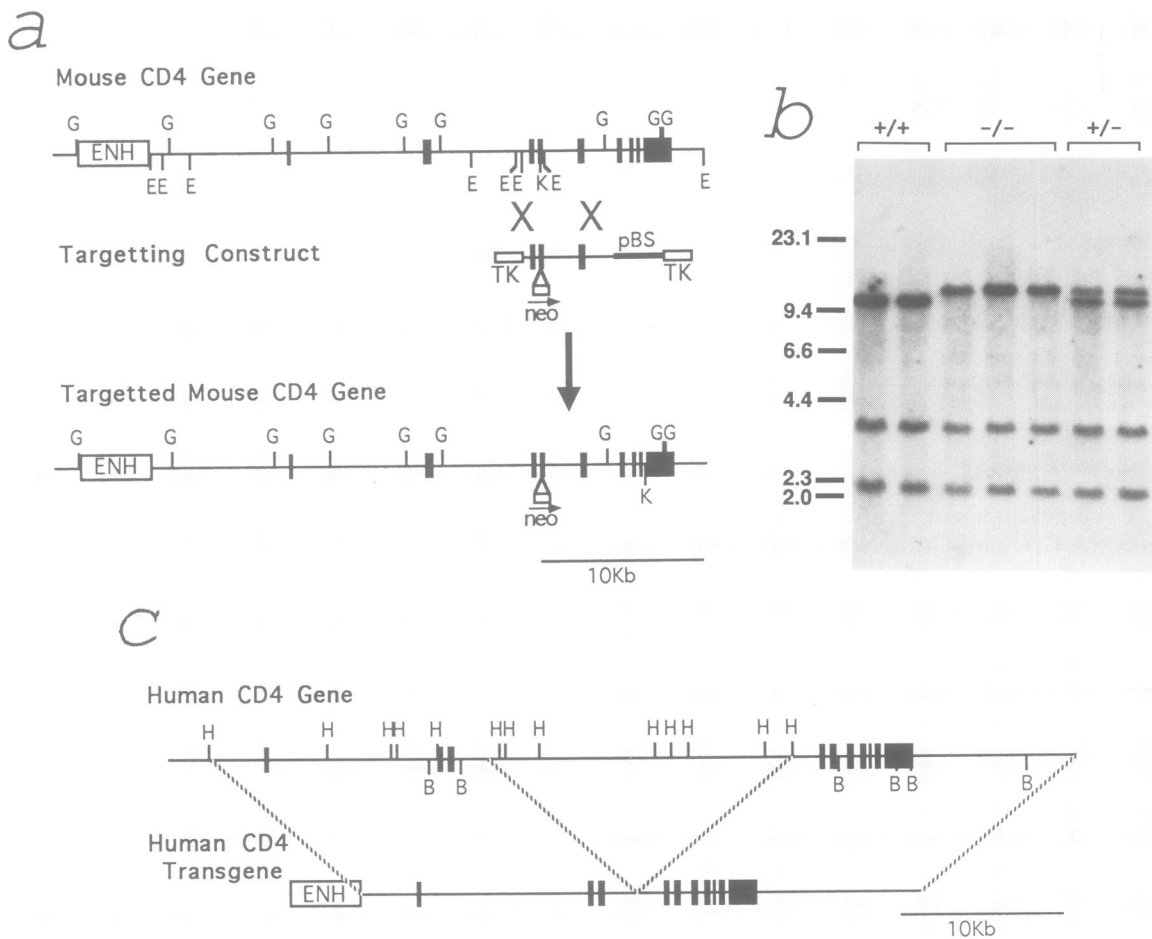 a
Mouse CD4 Gene
G G G G G G G GG
ENH
EE E E EE KE E
X X
Targetting Construct
pBS
TK TK
neo
Targetted Mouse CD4 Gene
G G G G G G G GG
ENH
K
neo
10Kb
b
+/+ -/- +/-
23.1
9.4
6.6
4.4
2.3
2.0
c
Human CD4 Gene
H H HH H HH H H H H H H
B B B B B B
Human CD4
Transgene
ENH
10Kb